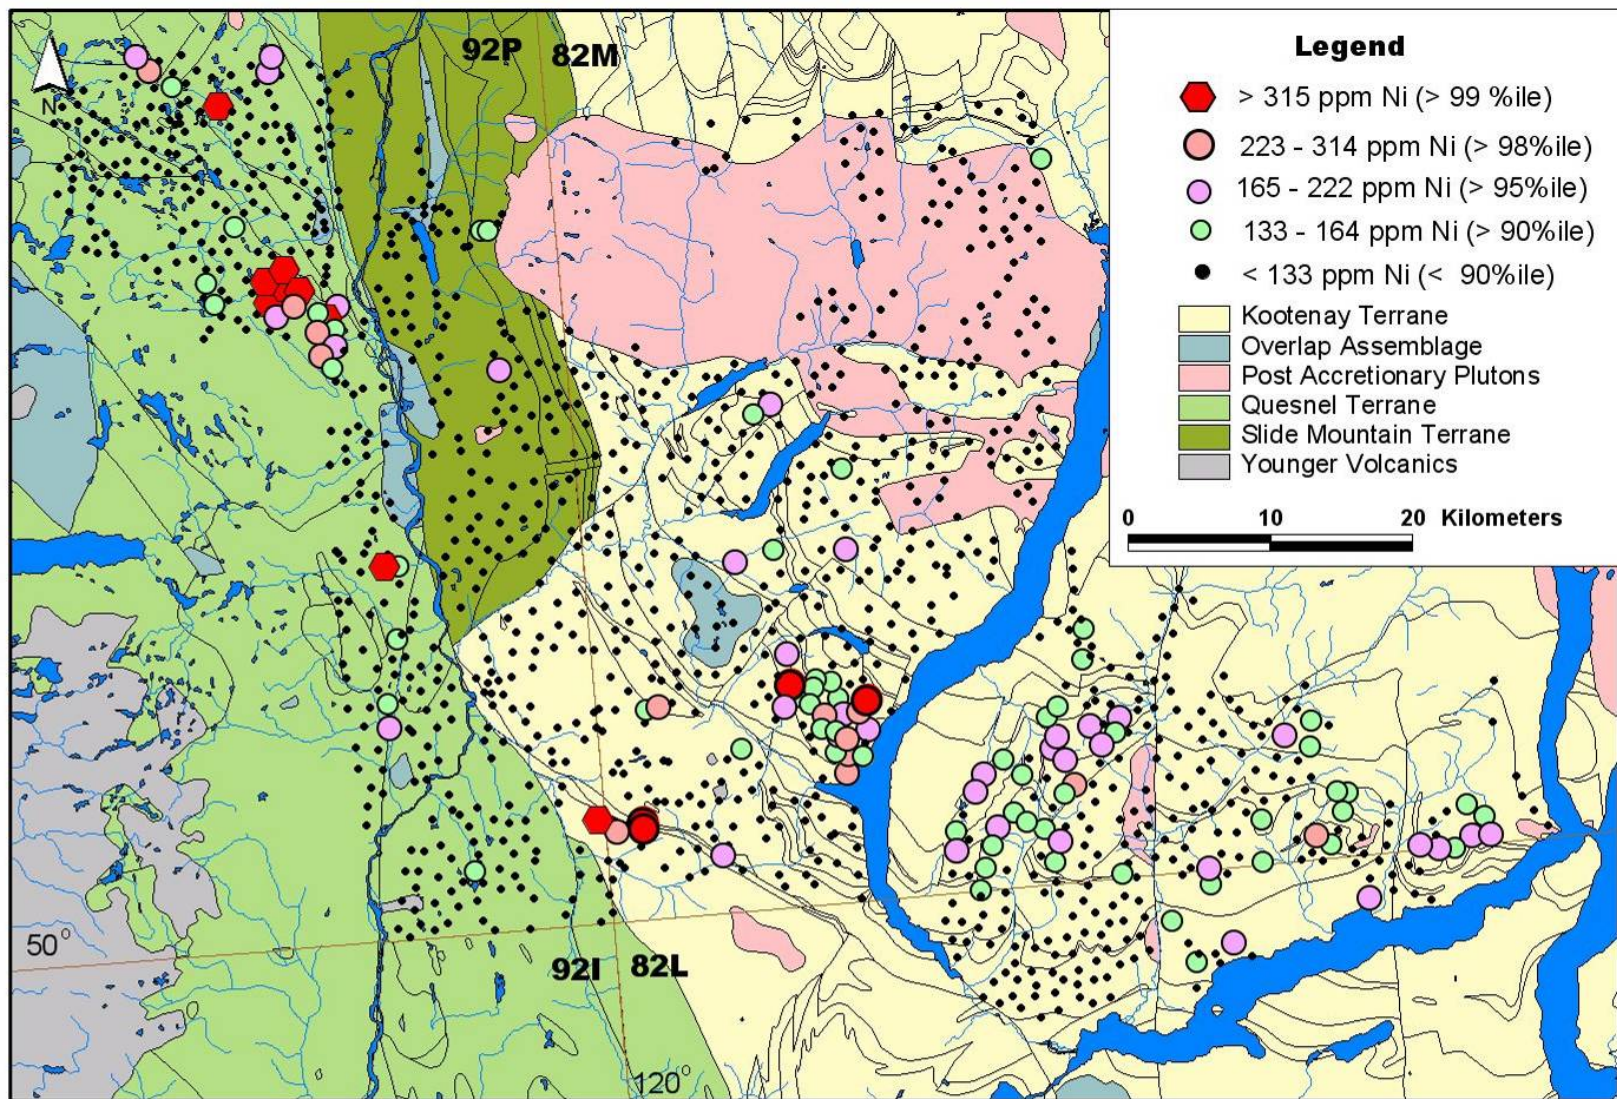 92P 82M
N
Legend
> 315 ppm Ni (> 99 %ile)
223 - 314 ppm Ni (> 98%ile)
165 - 222 ppm Ni (> 95%ile)
133 - 164 ppm Ni (> 90%ile)
< 133 ppm Ni (< 90%ile)
Kootenay Terrane
Overlap Assemblage
Post Accretionary Plutons
Quesnel Terrane
Slide Mountain Terrane
Younger Volcanics
0 10 20 Kilometers
50°
92I 82L
120°